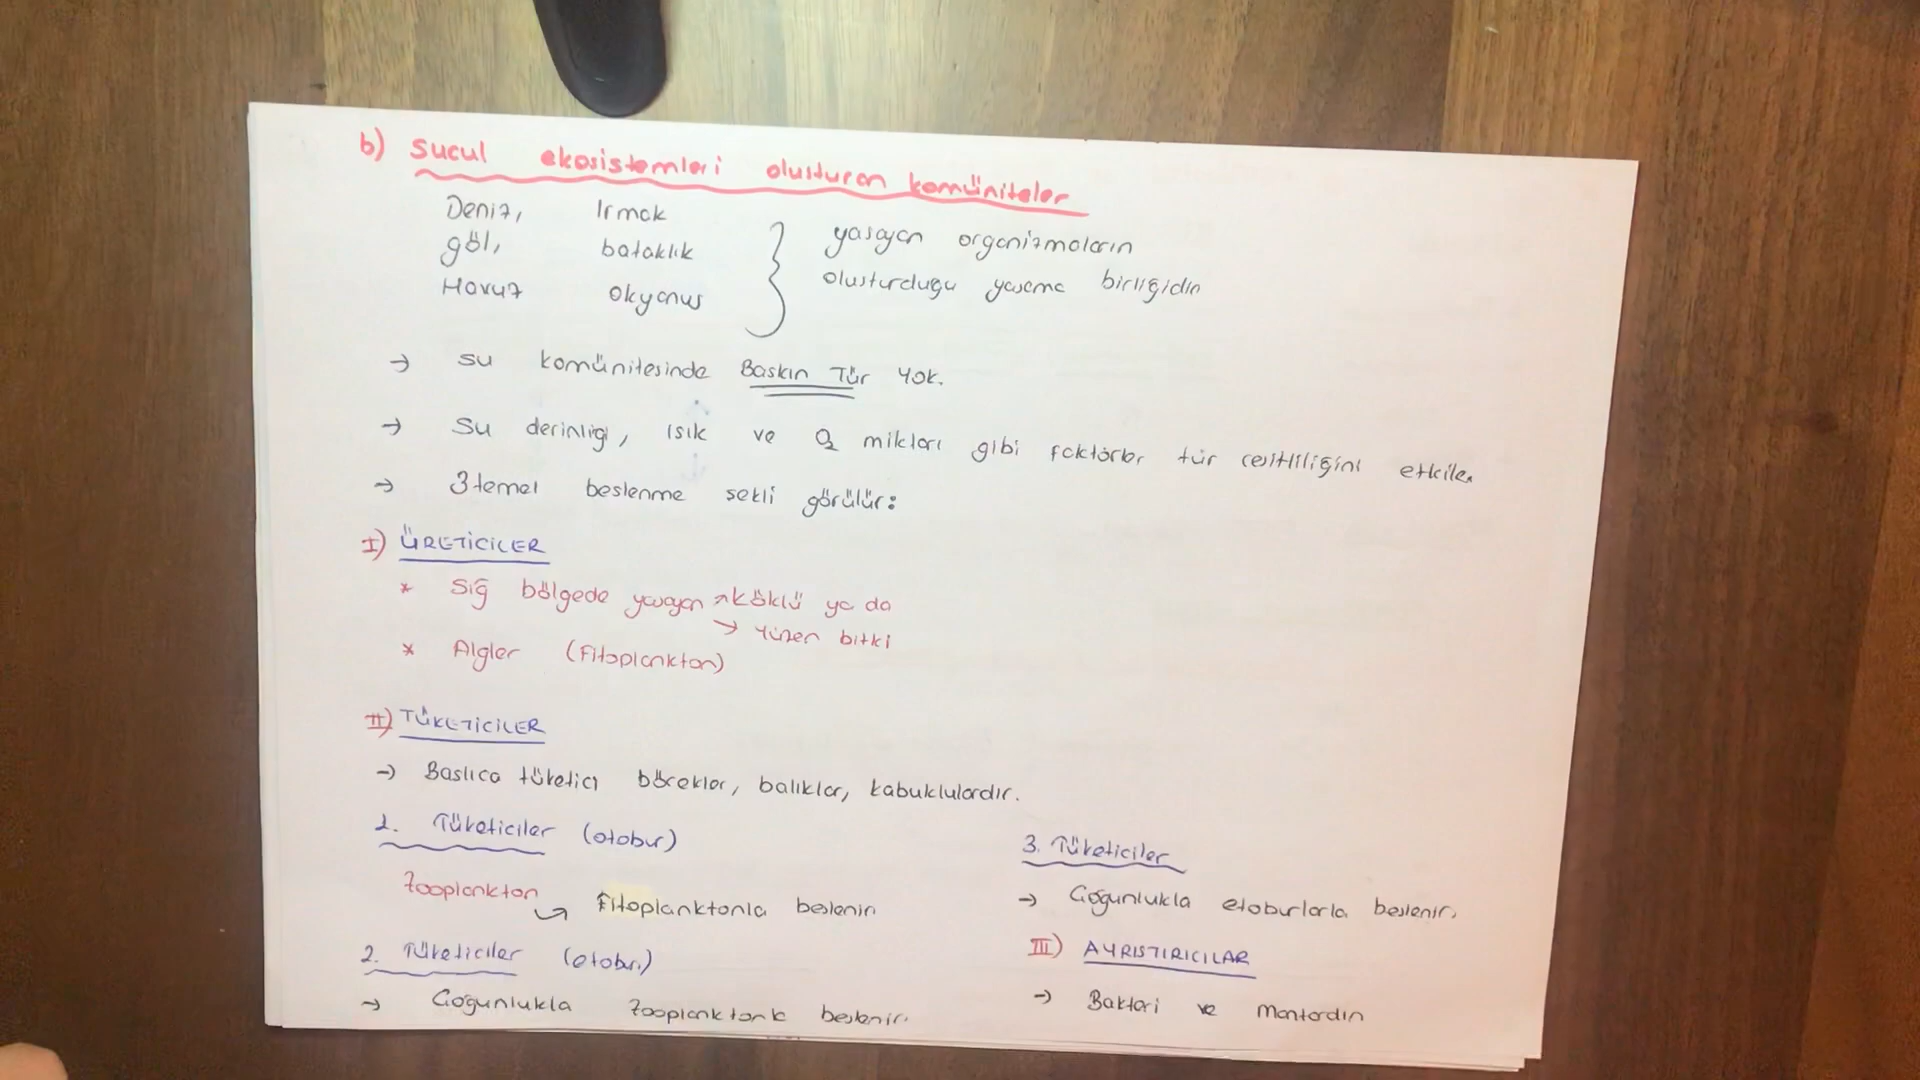 b) Sucul ekosistemleri oluşturan komüniteler
Deniz, Irmak
göl, bataklık
Havuz okyanus
yaşayan organizmaların
oluşturduğu yaşama birliğidir
→ Su komünitesinde Baskın Tür yok.
→ Su derinliği, ışık ve O₂ miktarı gibi faktörler tür çeşitliliğini etkiler
→ 3 temel beslenme şekli görülür:
I) ÜRETİCİLER
* Sığ bölgede yaşayan → köklü ya da
→ yüzen bitki
* Algler (Fitoplankton)
II) TÜKETİCİLER
→ Başlıca tüketici böcekler, balıklar, kabuklulardır.
1. Tüketiciler (otobur)
Zooplankton → Fitoplanktonla beslenir
2. Tüketiciler (etobur)
→ Çoğunlukla zooplanktonla beslenir.
3. Tüketiciler
→ Çoğunlukla etoburlarla beslenir.
III) AYRIŞTIRICILAR
→ Bakteri ve mantardır